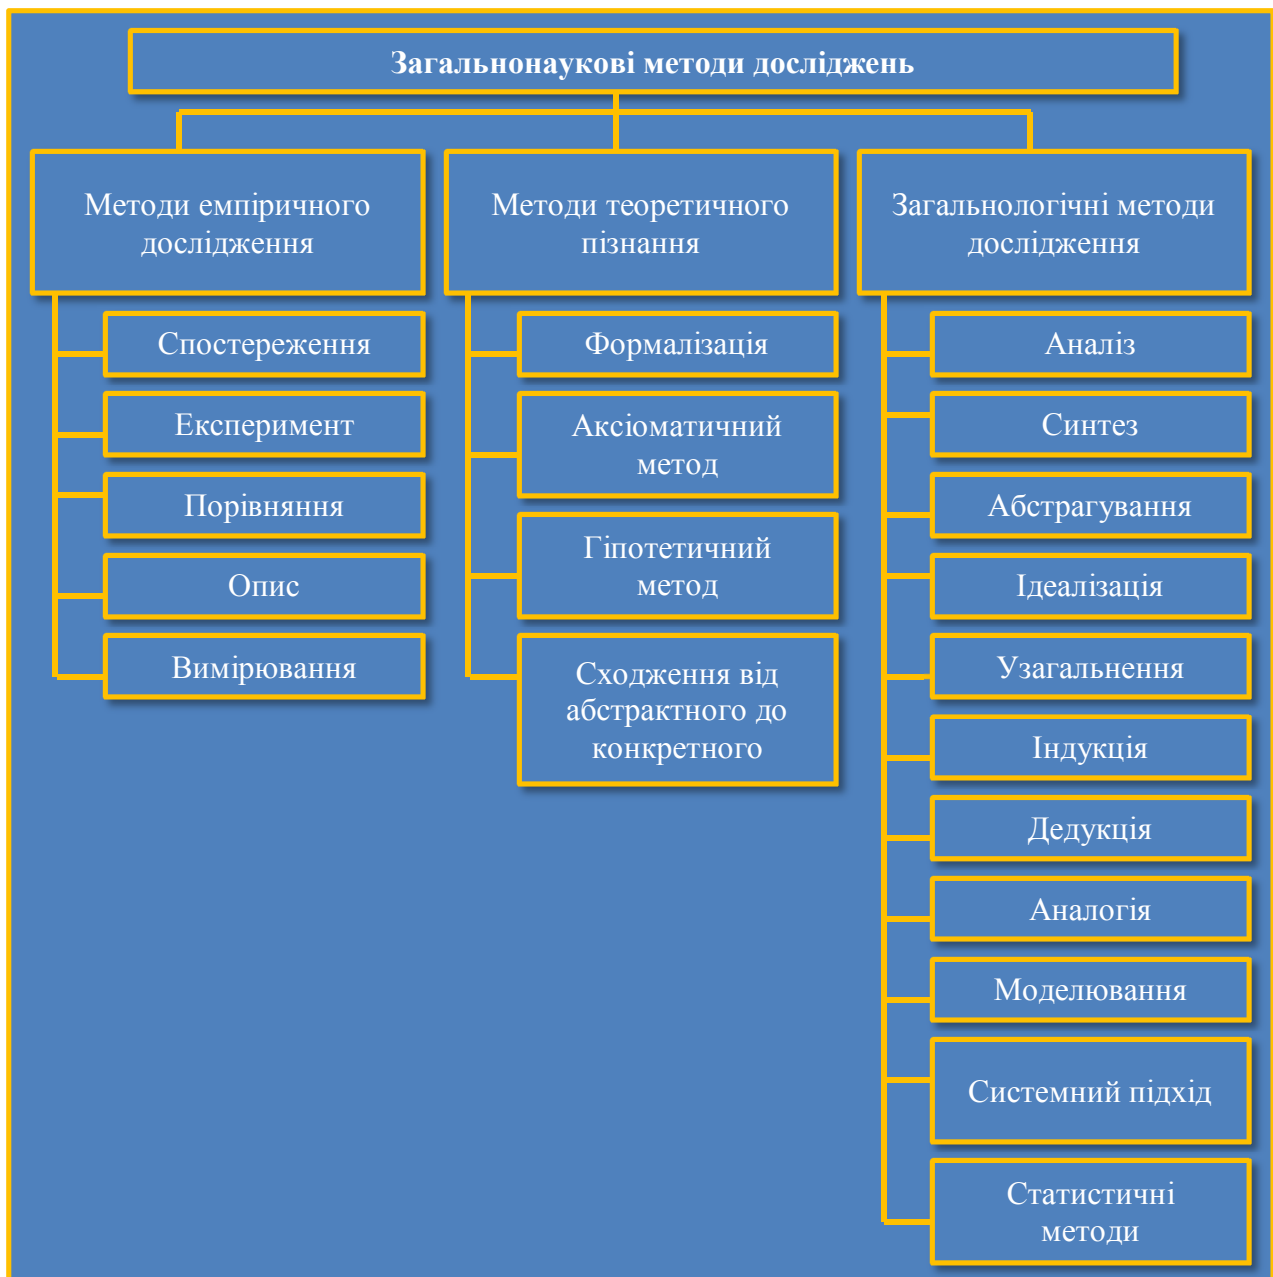 Загальнонаукові методи досліджень
Методи емпіричного
дослідження
Спостереження
Експеримент
Порівняння
Опис
Вимірювання
Методи теоретичного
пізнання
Формалізація
Аксіоматичний
метод
Гіпотетичний
метод
Сходження від
абстрактного до
конкретного
Загальнологічні методи
дослідження
Аналіз
Синтез
Абстрагування
Ідеалізація
Узагальнення
Індукція
Дедукція
Аналогія
Моделювання
Системний підхід
Статистичні
методи